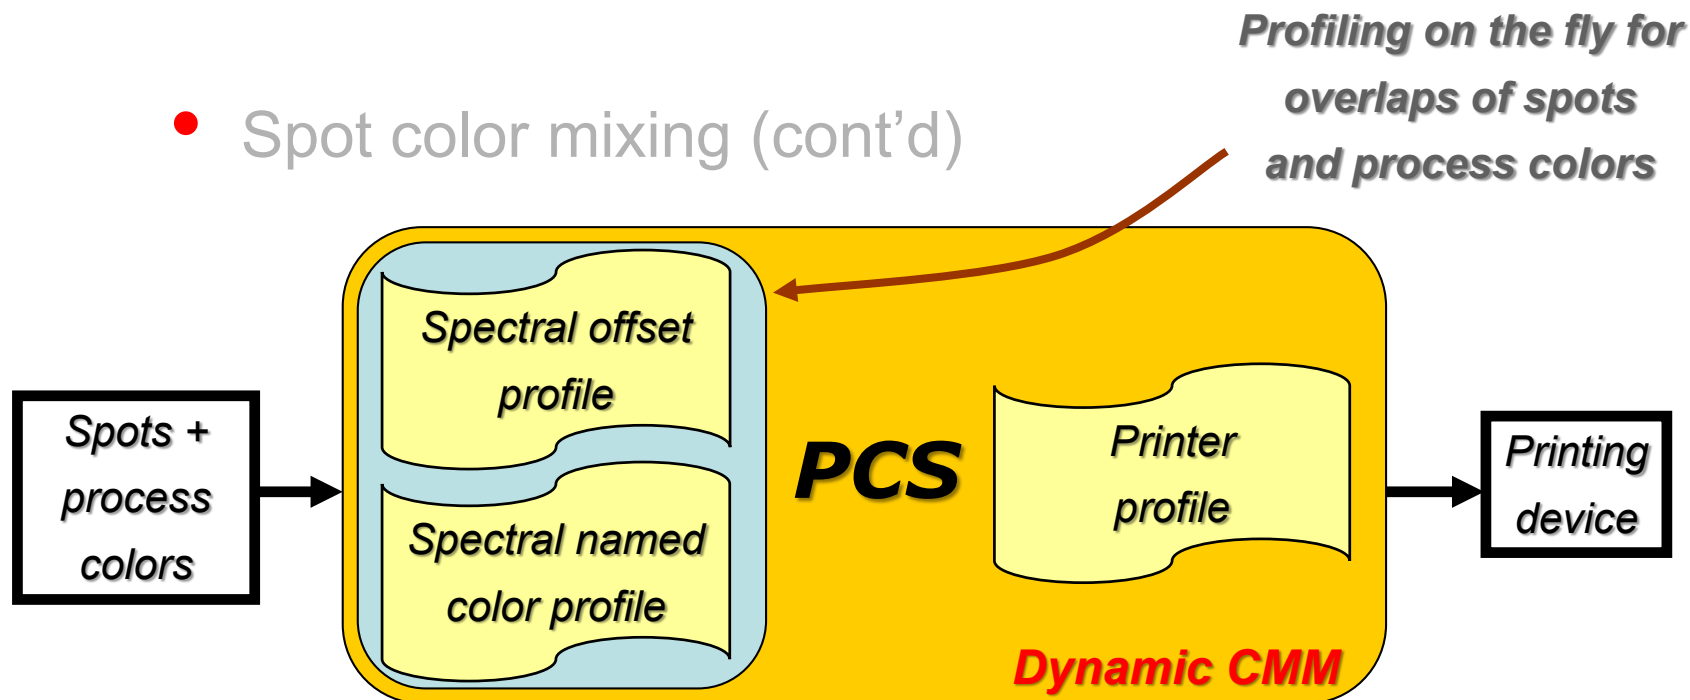 Profiling on the fly for
overlaps of spots
and process colors
• Spot color mixing (cont’d)
Spots +
process
colors
Spectral offset
profile
Spectral named
color profile
PCS
Printer
profile
Dynamic CMM
Printing
device